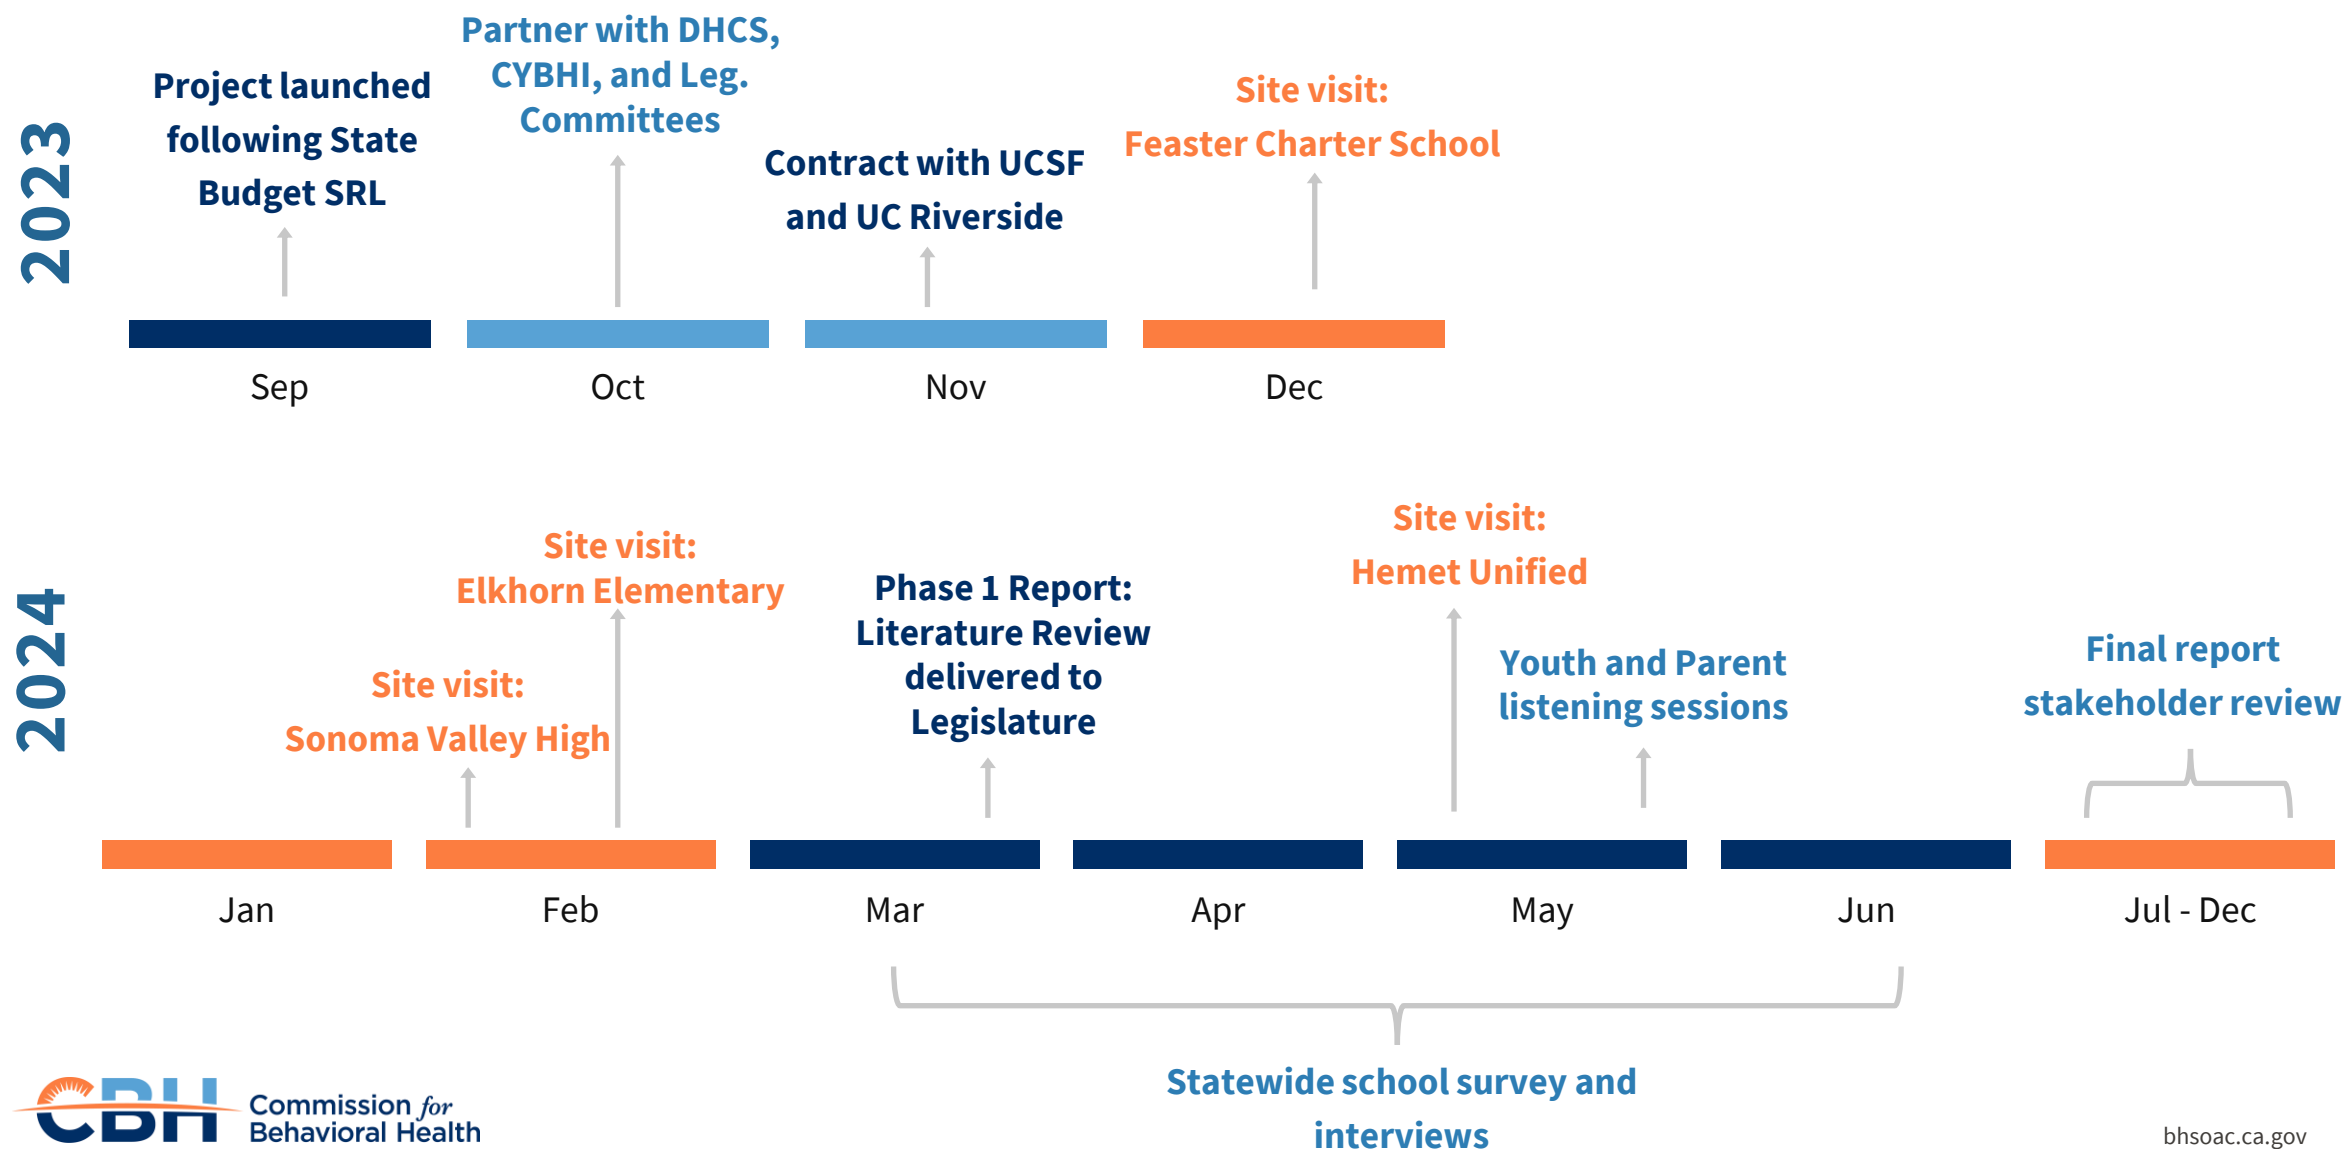 2023
Project launched
following State
Budget SRL
Partner with DHCS,
CYBHI, and Leg.
Committees
Contract with UCSF
and UC Riverside
Site visit:
Feaster Charter School
Sep
Oct
Nov
Dec
2024
Site visit:
Sonoma Valley High
Site visit:
Elkhorn Elementary
Phase 1 Report:
Literature Review
delivered to
Legislature
Site visit:
Hemet Unified
Youth and Parent
listening sessions
Final report
stakeholder review
Jan
Feb
Mar
Apr
May
Jun
Jul - Dec
Statewide school survey and
interviews
CBH
Commission for
Behavioral Health
bhsoac.ca.gov